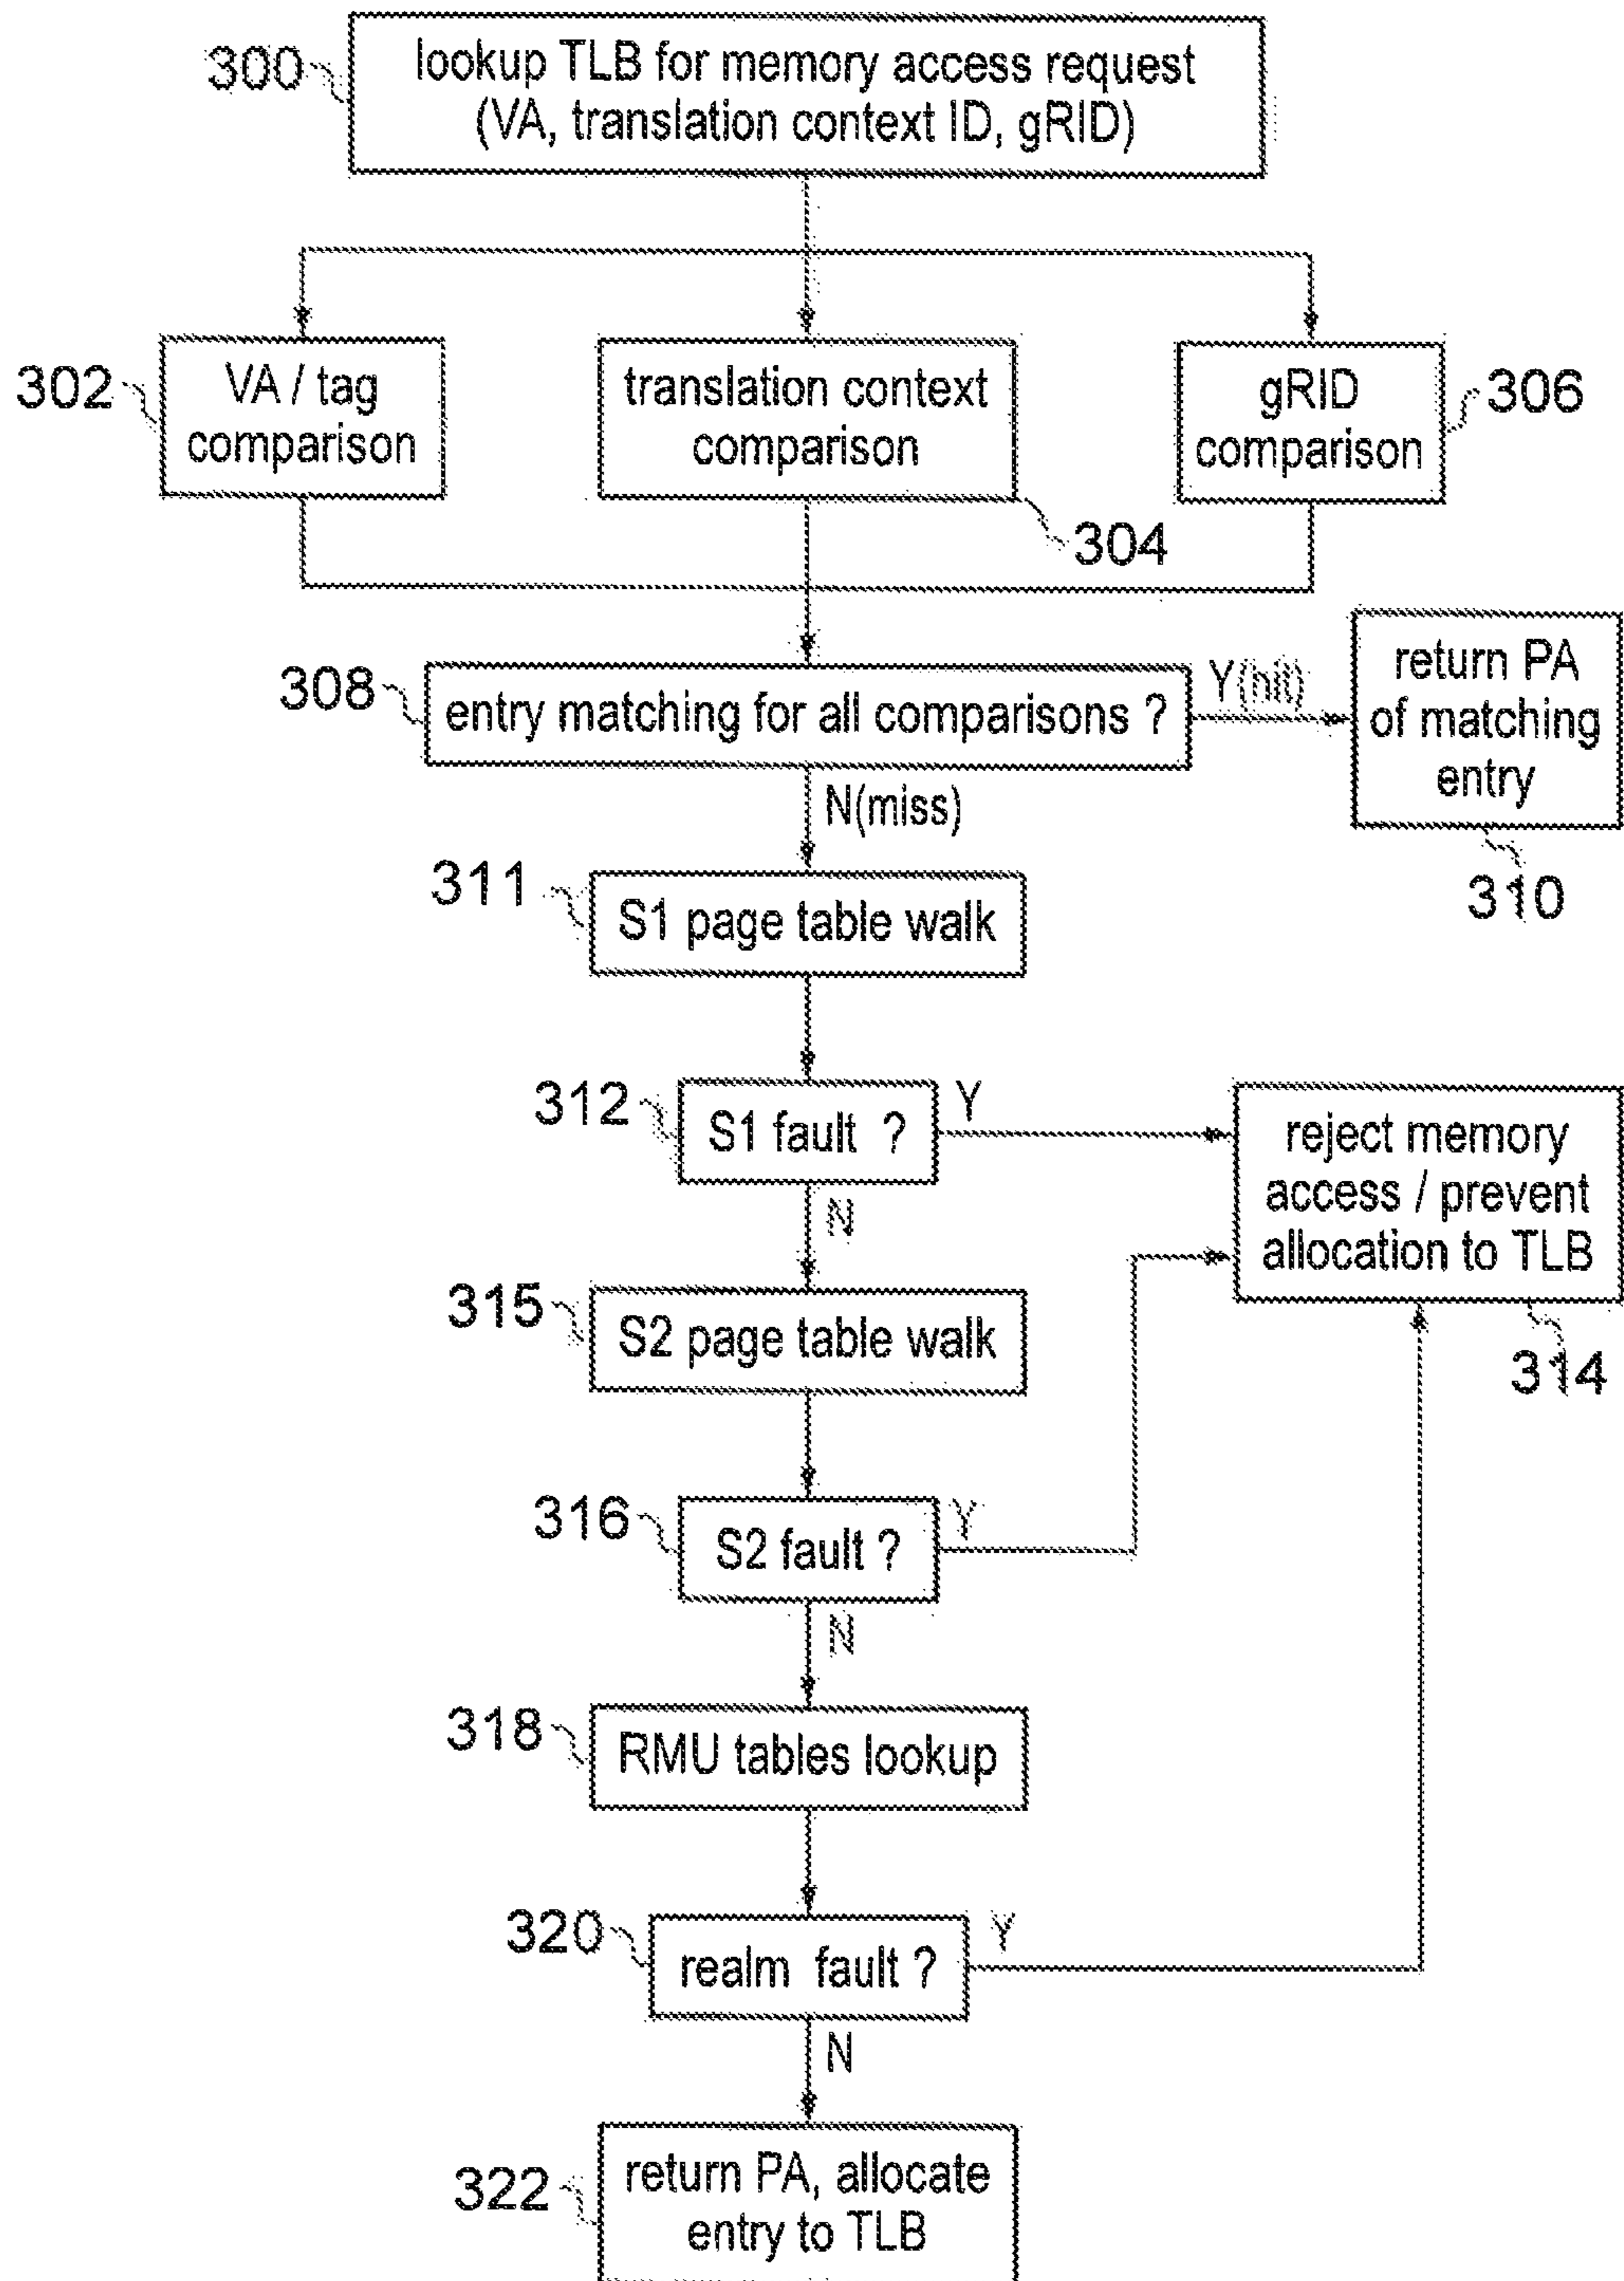 300
lookup TLB for memory access request
(VA, translation context ID, gRID)
302
VA / tag
comparison
translation context
comparison
304
gRID
comparison
306
308
entry matching for all comparisons ?
Y(hit)
return PA
of matching
entry
310
N(miss)
311
S1 page table walk
312
S1 fault ?
Y
reject memory
access / prevent
allocation to TLB
314
N
315
S2 page table walk
316
S2 fault ?
Y
N
318
RMU tables lookup
320
realm fault ?
Y
N
322
return PA, allocate
entry to TLB